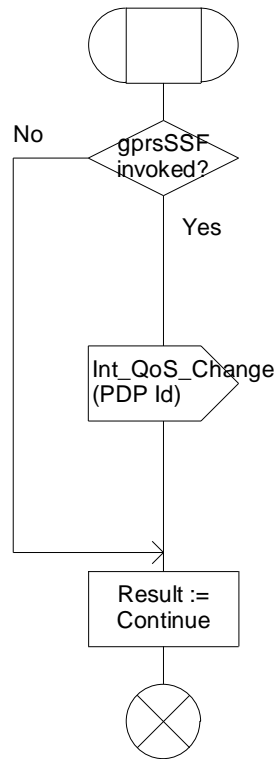 No
gprsSSF
invoked?
Yes
Int_QoS_Change
(PDP Id)
Result :=
Continue